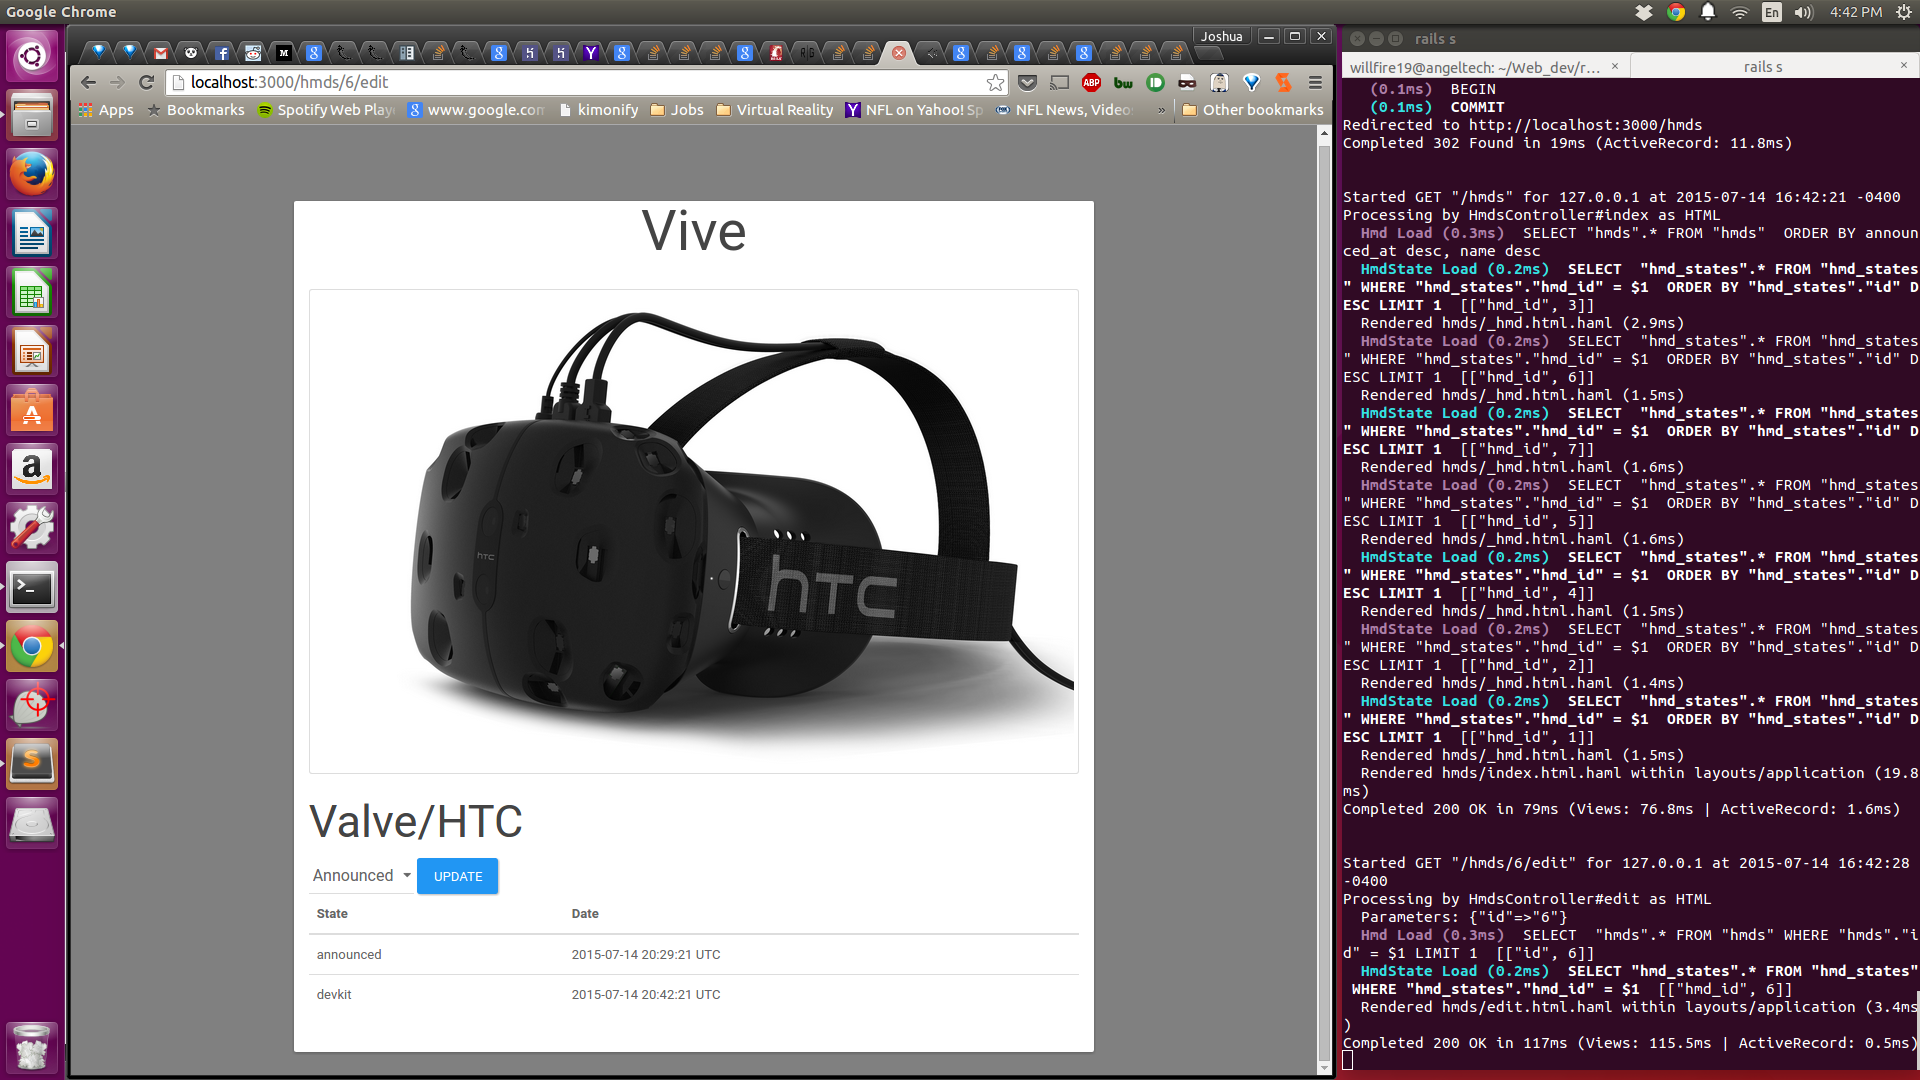 Google Chrome
En
4:42 PM
Joshua
localhost:3000/hmds/6/edit
ABP
bw
Apps
Bookmarks
Spotify Web Playe
www.google.com
kimonify
Jobs
Virtual Reality
NFL on Yahoo! Sp
NFL News, Videos
»
Other bookmarks
Vive
hTC
hTC
Valve/HTC
Announced
UPDATE
State Date
announced 2015-07-14 20:29:21 UTC
devkit 2015-07-14 20:42:21 UTC
rails s
willfire19@angeltech: ~/Web_dev/r... ×
rails s ×
(0.1ms)  BEGIN
(0.1ms)  COMMIT
Redirected to http://localhost:3000/hmds
Completed 302 Found in 19ms (ActiveRecord: 11.8ms)
Started GET "/hmds" for 127.0.0.1 at 2015-07-14 16:42:21 -0400
Processing by HmdsController#index as HTML
Hmd Load (0.3ms)  SELECT "hmds".* FROM "hmds"  ORDER BY announ
ced_at desc, name desc
HmdState Load (0.2ms)  SELECT  "hmd_states".* FROM "hmd_states
" WHERE "hmd_states"."hmd_id" = $1  ORDER BY "hmd_states"."id" D
ESC LIMIT 1  [["hmd_id", 3]]
Rendered hmds/_hmd.html.haml (2.9ms)
HmdState Load (0.2ms)  SELECT  "hmd_states".* FROM "hmd_states
" WHERE "hmd_states"."hmd_id" = $1  ORDER BY "hmd_states"."id" D
ESC LIMIT 1  [["hmd_id", 6]]
Rendered hmds/_hmd.html.haml (1.5ms)
HmdState Load (0.2ms)  SELECT  "hmd_states".* FROM "hmd_states
" WHERE "hmd_states"."hmd_id" = $1  ORDER BY "hmd_states"."id" D
ESC LIMIT 1  [["hmd_id", 7]]
Rendered hmds/_hmd.html.haml (1.6ms)
HmdState Load (0.2ms)  SELECT  "hmd_states".* FROM "hmd_states
" WHERE "hmd_states"."hmd_id" = $1  ORDER BY "hmd_states"."id" D
ESC LIMIT 1  [["hmd_id", 5]]
Rendered hmds/_hmd.html.haml (1.6ms)
HmdState Load (0.2ms)  SELECT  "hmd_states".* FROM "hmd_states
" WHERE "hmd_states"."hmd_id" = $1  ORDER BY "hmd_states"."id" D
ESC LIMIT 1  [["hmd_id", 4]]
Rendered hmds/_hmd.html.haml (1.5ms)
HmdState Load (0.2ms)  SELECT  "hmd_states".* FROM "hmd_states
" WHERE "hmd_states"."hmd_id" = $1  ORDER BY "hmd_states"."id" D
ESC LIMIT 1  [["hmd_id", 2]]
Rendered hmds/_hmd.html.haml (1.4ms)
HmdState Load (0.2ms)  SELECT  "hmd_states".* FROM "hmd_states
" WHERE "hmd_states"."hmd_id" = $1  ORDER BY "hmd_states"."id" D
ESC LIMIT 1  [["hmd_id", 1]]
Rendered hmds/_hmd.html.haml (1.5ms)
Rendered hmds/index.html.haml within layouts/application (19.8
ms)
Completed 200 OK in 79ms (Views: 76.8ms | ActiveRecord: 1.6ms)
Started GET "/hmds/6/edit" for 127.0.0.1 at 2015-07-14 16:42:28
-0400
Processing by HmdsController#edit as HTML
Parameters: {"id"=>"6"}
Hmd Load (0.3ms)  SELECT  "hmds".* FROM "hmds" WHERE "hmds"."i
d" = $1 LIMIT 1  [["id", 6]]
HmdState Load (0.2ms)  SELECT "hmd_states".* FROM "hmd_states"
WHERE "hmd_states"."hmd_id" = $1  [["hmd_id", 6]]
Rendered hmds/edit.html.haml within layouts/application (3.4ms
)
Completed 200 OK in 117ms (Views: 115.5ms | ActiveRecord: 0.5ms)